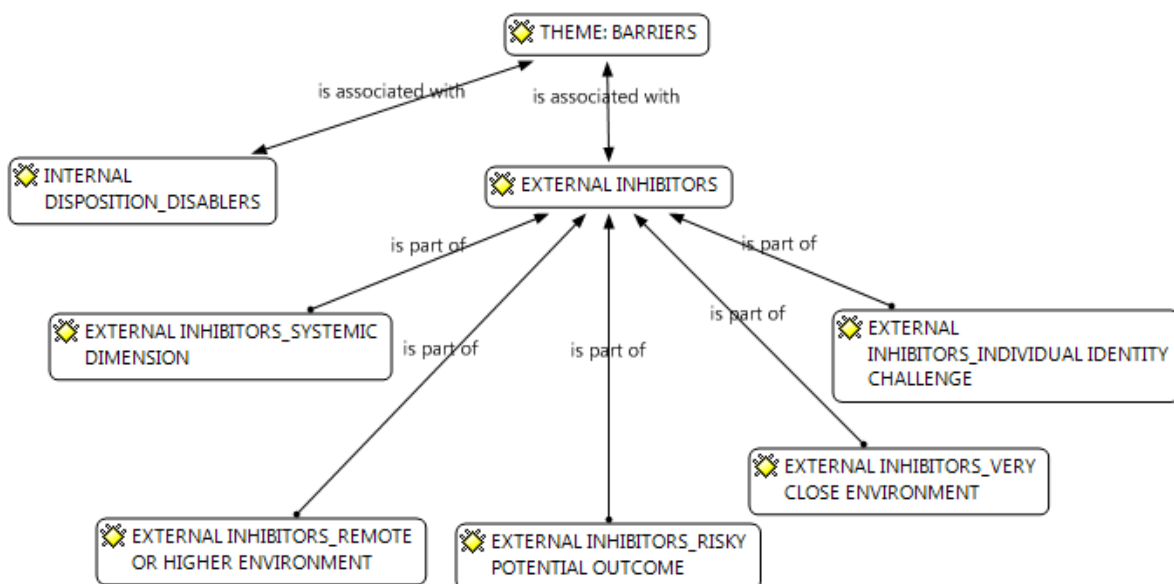 THEME: BARRIERS
is associated with
is associated with
INTERNAL
DISPOSITION_DISABLERS
EXTERNAL INHIBITORS
is part of
is part of
is part of
is part of
is part of
EXTERNAL INHIBITORS_SYSTEMIC
DIMENSION
EXTERNAL
INHIBITORS_INDIVIDUAL IDENTITY
CHALLENGE
EXTERNAL INHIBITORS_VERY
CLOSE ENVIRONMENT
EXTERNAL INHIBITORS_REMOTE
OR HIGHER ENVIRONMENT
EXTERNAL INHIBITORS_RISKY
POTENTIAL OUTCOME